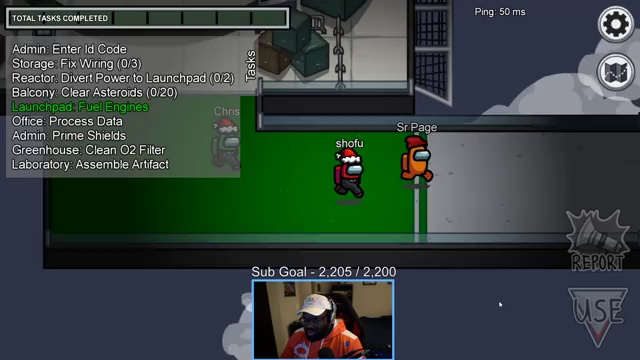 TOTAL TASKS COMPLETED
Ping: 50 ms
Admin: Enter Id Code
Storage: Fix Wiring (0/3)
Reactor: Divert Power to Launchpad (0/2)
Balcony: Clear Asteroids (0/20)
Launchpad: Fuel Engines
Office: Process Data
Admin: Prime Shields
Greenhouse: Clean O2 Filter
Laboratory: Assemble Artifact
Tasks
Chris
shofu
Sr Page
REPORT
USE
Sub Goal - 2,205 / 2,200